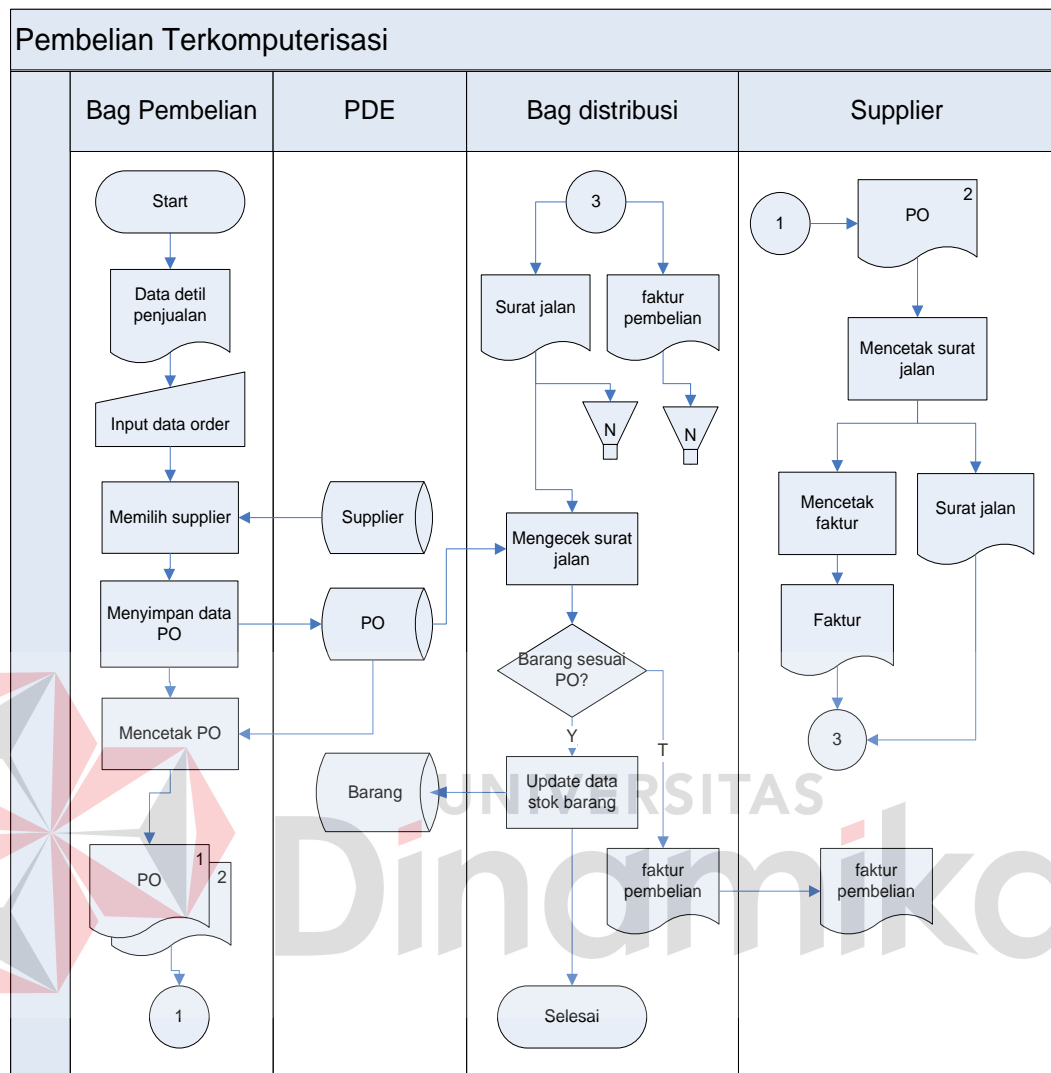 Pembelian Terkomputerisasi
Bag Pembelian
PDE
Bag distribusi
Supplier
Start
Data detil
penjualan
Input data order
Memilih supplier
Menyimpan data
PO
Mencetak PO
PO
1
2
1
Supplier
PO
Barang
3
Surat jalan
faktur
pembelian
N
N
Mengecek surat
jalan
Barang sesuai
PO?
Y
T
Update data
stok barang
faktur
pembelian
Selesai
1
PO
2
Mencetak surat
jalan
Mencetak
faktur
Surat jalan
Faktur
3
faktur
pembelian
UNIVERSITAS
Dinamika